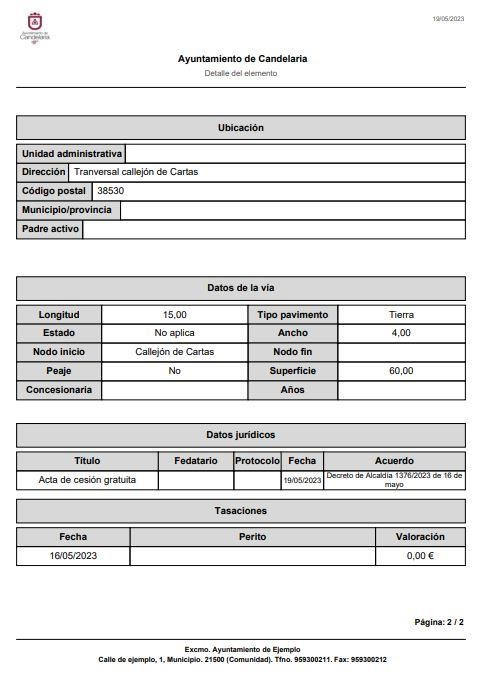 19/05/2023
Ayuntamiento de
Candelaria
Ayuntamiento de Candelaria
Detalle del elemento
Ubicación
Unidad administrativa
Dirección Tranversal callejón de Cartas
Código postal 38530
Municipio/provincia
Padre activo
Datos de la vía
Longitud 15,00 Tipo pavimento Tierra
Estado No aplica Ancho 4,00
Nodo inicio Callejón de Cartas Nodo fin
Peaje No Superficie 60,00
Concesionaria Años
Datos jurídicos
Título Fedatario Protocolo Fecha Acuerdo
Acta de cesión gratuita 19/05/2023 Decreto de Alcaldía 1376/2023 de 16 de
mayo
Tasaciones
Fecha Perito Valoración
16/05/2023 0,00 €
Página: 2 / 2
Excmo. Ayuntamiento de Ejemplo
Calle de ejemplo, 1, Municipio. 21500 (Comunidad). Tfno. 959300211. Fax: 959300212